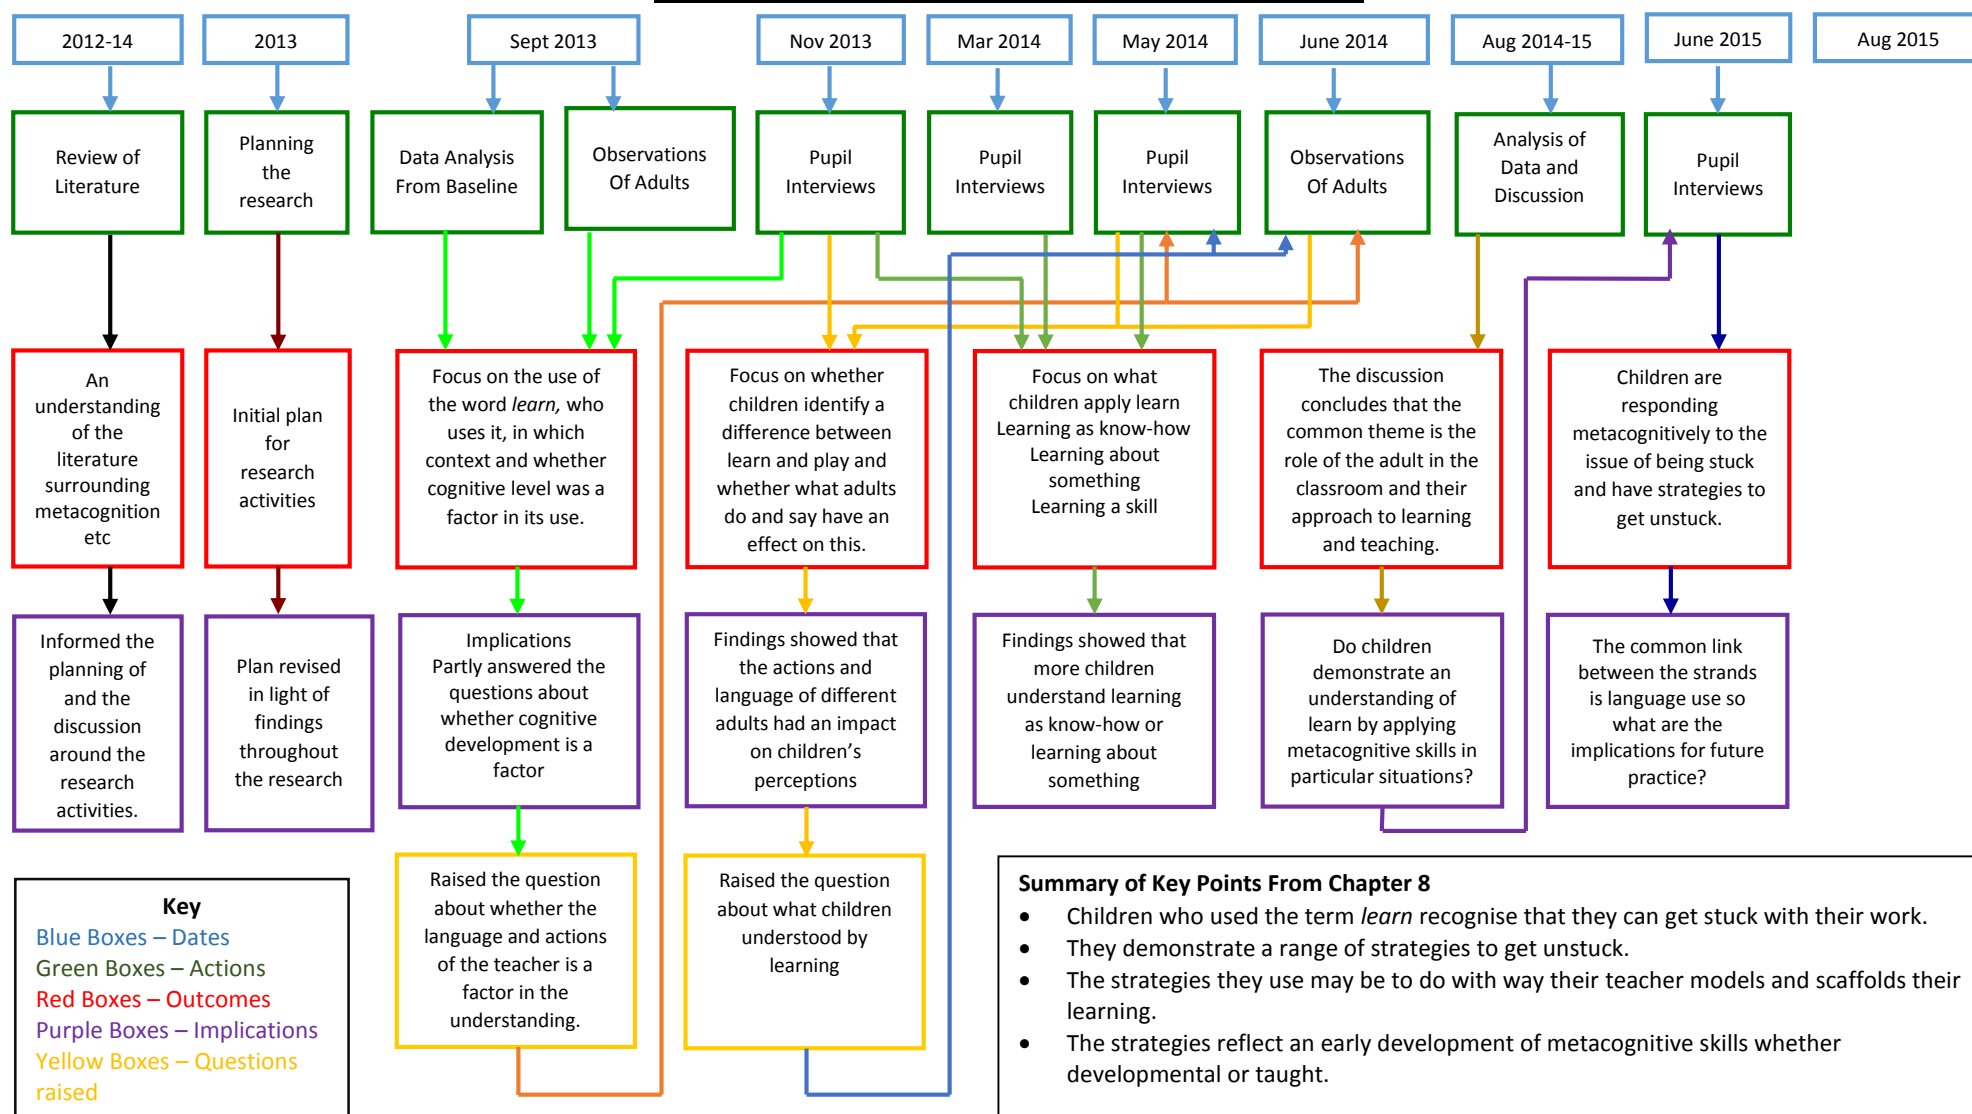 2012-14
2013
Sept 2013
Nov 2013
Mar 2014
May 2014
June 2014
Aug 2014-15
June 2015
Aug 2015
Review of
Literature
Planning
the
research
Data Analysis
From Baseline
Observations
Of Adults
Pupil
Interviews
Pupil
Interviews
Pupil
Interviews
Observations
Of Adults
Analysis of
Data and
Discussion
Pupil
Interviews
An
understanding
of the
literature
surrounding
metacognition
etc
Initial plan
for
research
activities
Focus on the use of
the word learn, who
uses it, in which
context and whether
cognitive level was a
factor in its use.
Focus on whether
children identify a
difference between
learn and play and
whether what adults
do and say have an
effect on this.
Focus on what
children apply learn
Learning as know-how
Learning about
something
Learning a skill
The discussion
concludes that the
common theme is the
role of the adult in the
classroom and their
approach to learning
and teaching.
Children are
responding
metacognitively to the
issue of being stuck
and have strategies to
get unstuck.
Informed the
planning of
and the
discussion
around the
research
activities.
Plan revised
in light of
findings
throughout
the research
Implications
Partly answered the
questions about
whether cognitive
development is a
factor
Findings showed that
the actions and
language of different
adults had an impact
on children’s
perceptions
Findings showed that
more children
understand learning
as know-how or
learning about
something
Do children
demonstrate an
understanding of
learn by applying
metacognitive skills in
particular situations?
The common link
between the strands
is language use so
what are the
implications for future
practice?
Raised the question
about whether the
language and actions
of the teacher is a
factor in the
understanding.
Raised the question
about what children
understood by
learning
Key
Blue Boxes – Dates
Green Boxes – Actions
Red Boxes – Outcomes
Purple Boxes – Implications
Yellow Boxes – Questions
raised
Summary of Key Points From Chapter 8
• Children who used the term learn recognise that they can get stuck with their work.
• They demonstrate a range of strategies to get unstuck.
• The strategies they use may be to do with way their teacher models and scaffolds their
learning.
• The strategies reflect an early development of metacognitive skills whether
developmental or taught.